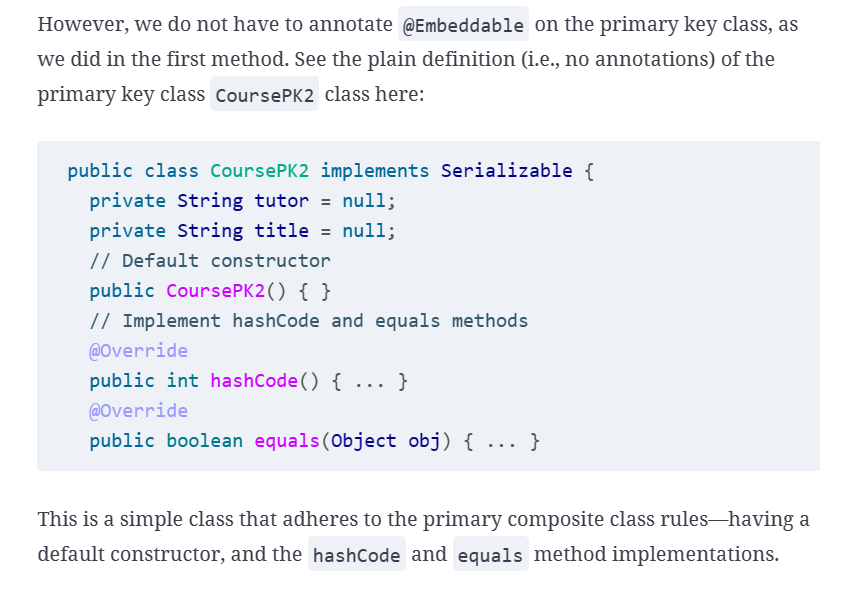 However, we do not have to annotate @Embeddable on the primary key class, as
we did in the first method. See the plain definition (i.e., no annotations) of the
primary key class CoursePK2 class here:
public class CoursePK2 implements Serializable {
private String tutor = null;
private String title = null;
// Default constructor
public CoursePK2() { }
// Implement hashCode and equals methods
@Override
public int hashCode() { ... }
@Override
public boolean equals(Object obj) { ... }
This is a simple class that adheres to the primary composite class rules—having a
default constructor, and the hashCode and equals method implementations.